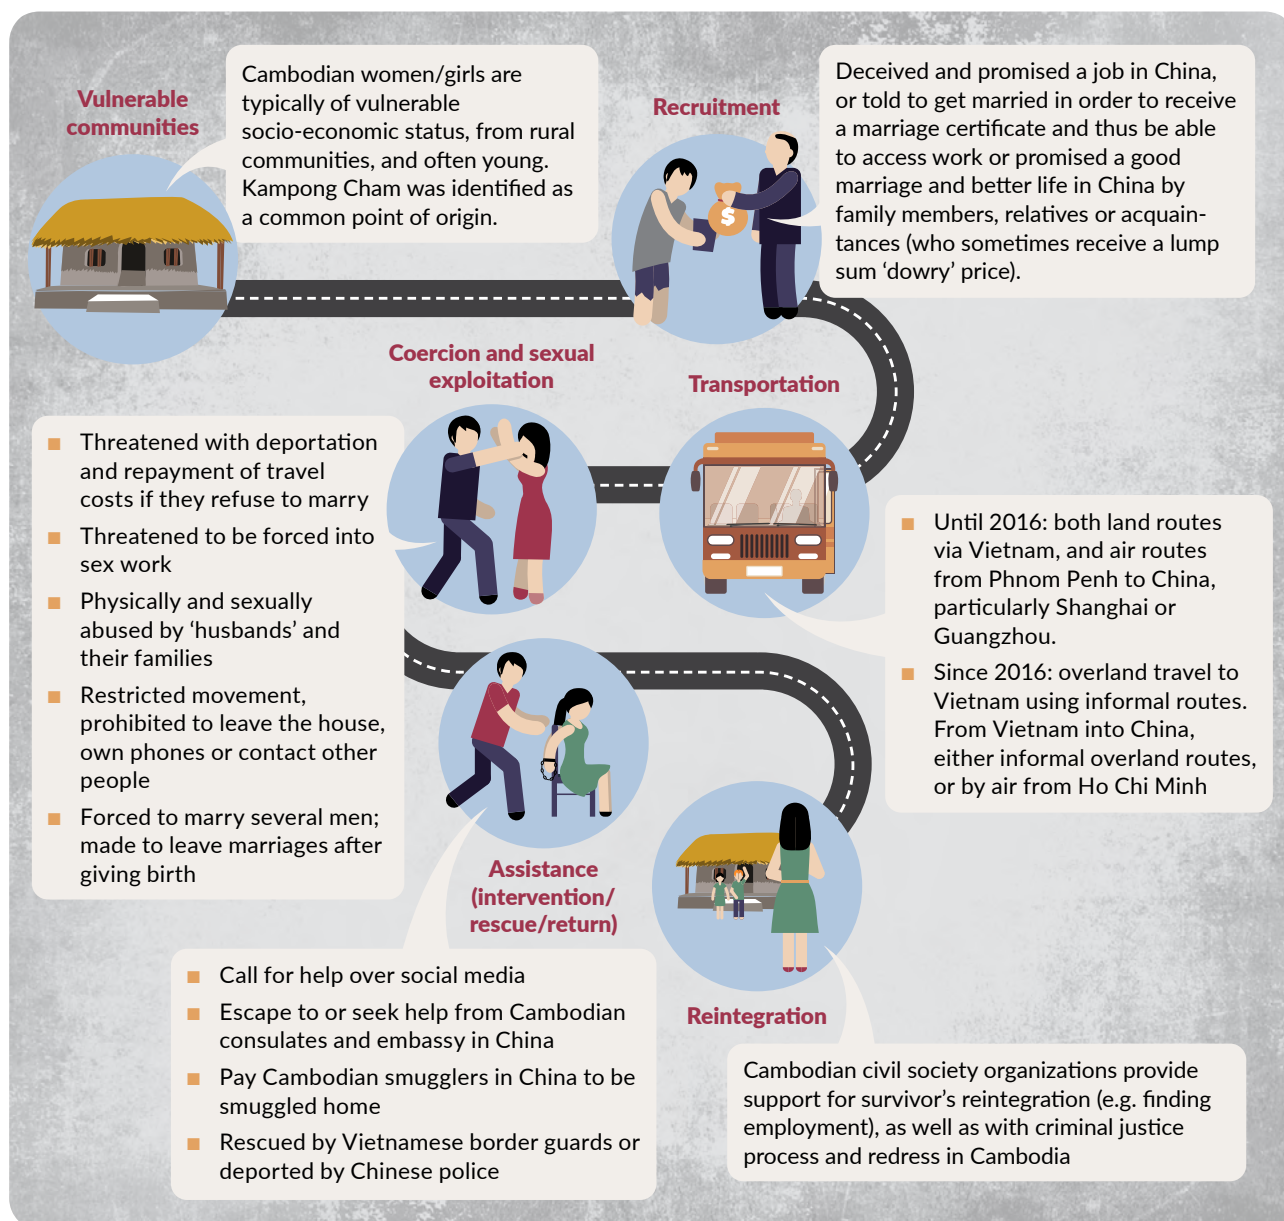 Vulnerable
communities
Cambodian women/girls are
typically of vulnerable
socio-economic status, from rural
communities, and often young.
Kampong Cham was identified as
a common point of origin.
Recruitment
Deceived and promised a job in China,
or told to get married in order to receive
a marriage certificate and thus be able
to access work or promised a good
marriage and better life in China by
family members, relatives or acquain-
tances (who sometimes receive a lump
sum ‘dowry’ price).
$
Transportation
Until 2016: both land routes
via Vietnam, and air routes
from Phnom Penh to China,
particularly Shanghai or
Guangzhou.
Since 2016: overland travel to
Vietnam using informal routes.
From Vietnam into China,
either informal overland routes,
or by air from Ho Chi Minh
Coercion and sexual
exploitation
Threatened with deportation
and repayment of travel
costs if they refuse to marry
Threatened to be forced into
sex work
Physically and sexually
abused by ‘husbands’ and
their families
Restricted movement,
prohibited to leave the house,
own phones or contact other
people
Forced to marry several men;
made to leave marriages after
giving birth
Assistance
(intervention/
rescue/return)
Call for help over social media
Escape to or seek help from Cambodian
consulates and embassy in China
Pay Cambodian smugglers in China to be
smuggled home
Rescued by Vietnamese border guards or
deported by Chinese police
Reintegration
Cambodian civil society organizations provide
support for survivor’s reintegration (e.g. finding
employment), as well as with criminal justice
process and redress in Cambodia